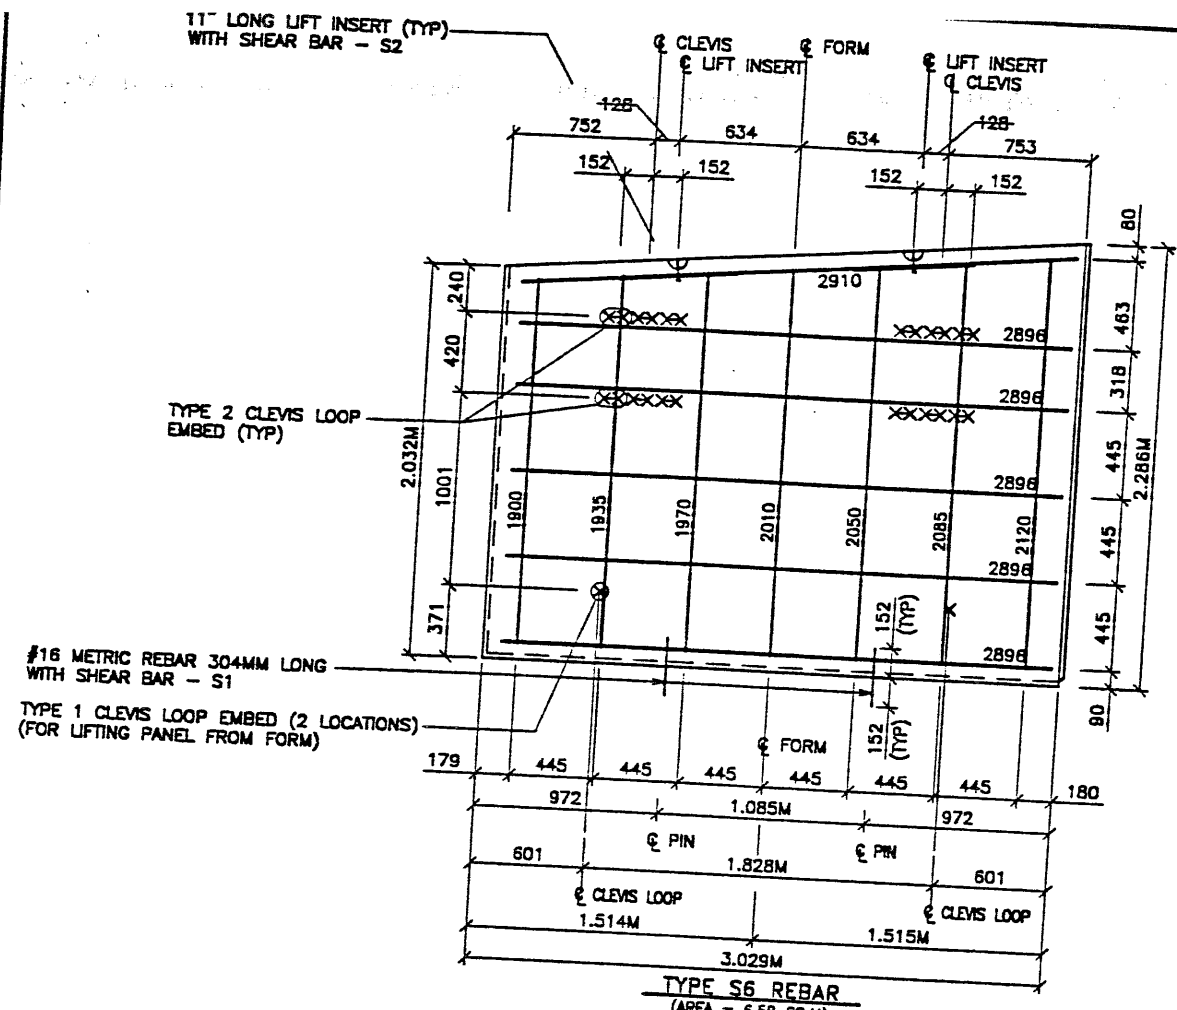 11" LONG LIFT INSERT (TYP)
WITH SHEAR BAR - S2
℄ CLEVIS
℄ LIFT INSERT
℄ FORM
℄ LIFT INSERT
℄ CLEVIS
128
128
752
634
634
753
152
152
152
152
80
240
2910
463
420
2896
318
2896
TYPE 2 CLEVIS LOOP
EMBED (TYP)
2.032M
445
2.286M
1001
2896
1900
1935
1970
2010
2050
2085
2120
445
2896
371
152
(TYP)
445
2896
#16 METRIC REBAR 304MM LONG
WITH SHEAR BAR - S1
TYPE 1 CLEVIS LOOP EMBED (2 LOCATIONS)
(FOR LIFTING PANEL FROM FORM)
90
152
(TYP)
℄ FORM
179
445
445
445
445
445
445
180
972
1.085M
972
℄ PIN
℄ PIN
601
1.828M
601
℄ CLEVIS LOOP
℄ CLEVIS LOOP
1.514M
1.515M
3.029M
TYPE S6 REBAR